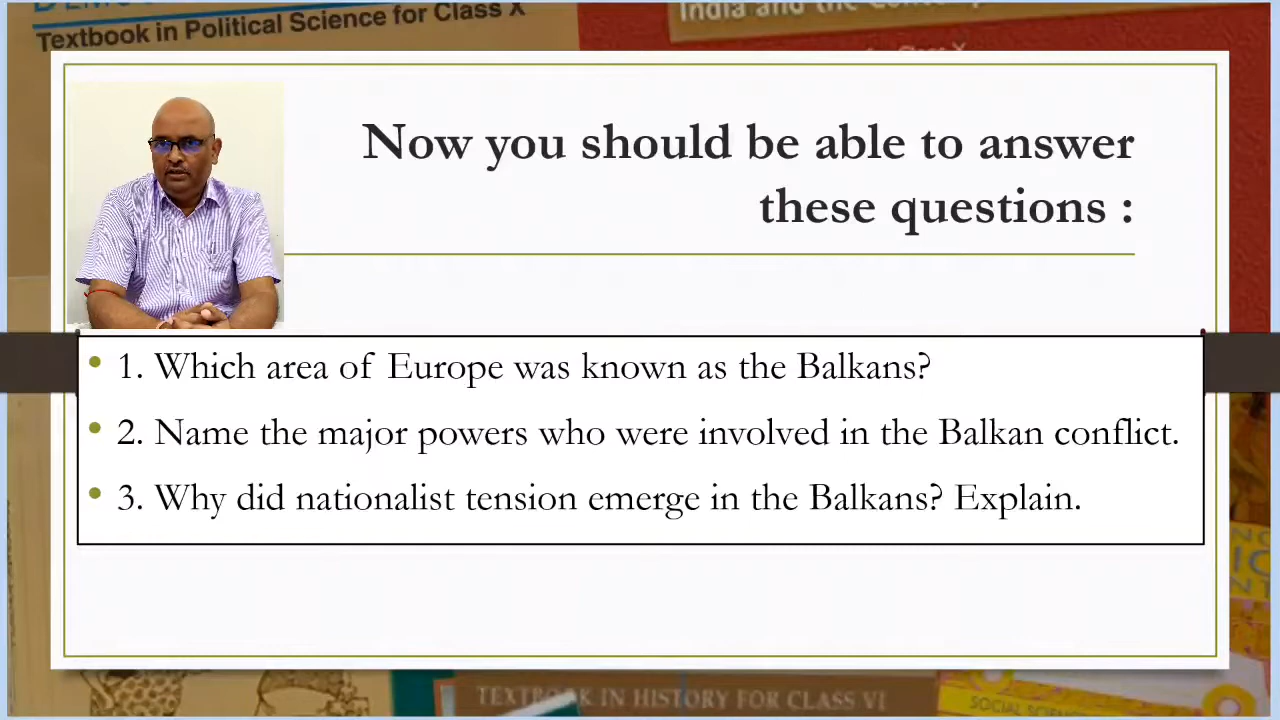 Textbook in Political Science for Class X
India and the
Now you should be able to answer
these questions :
• 1. Which area of Europe was known as the Balkans?
• 2. Name the major powers who were involved in the Balkan conflict.
• 3. Why did nationalist tension emerge in the Balkans? Explain.
TEXTBOOK IN HISTORY FOR CLASS VI
SOCIAL